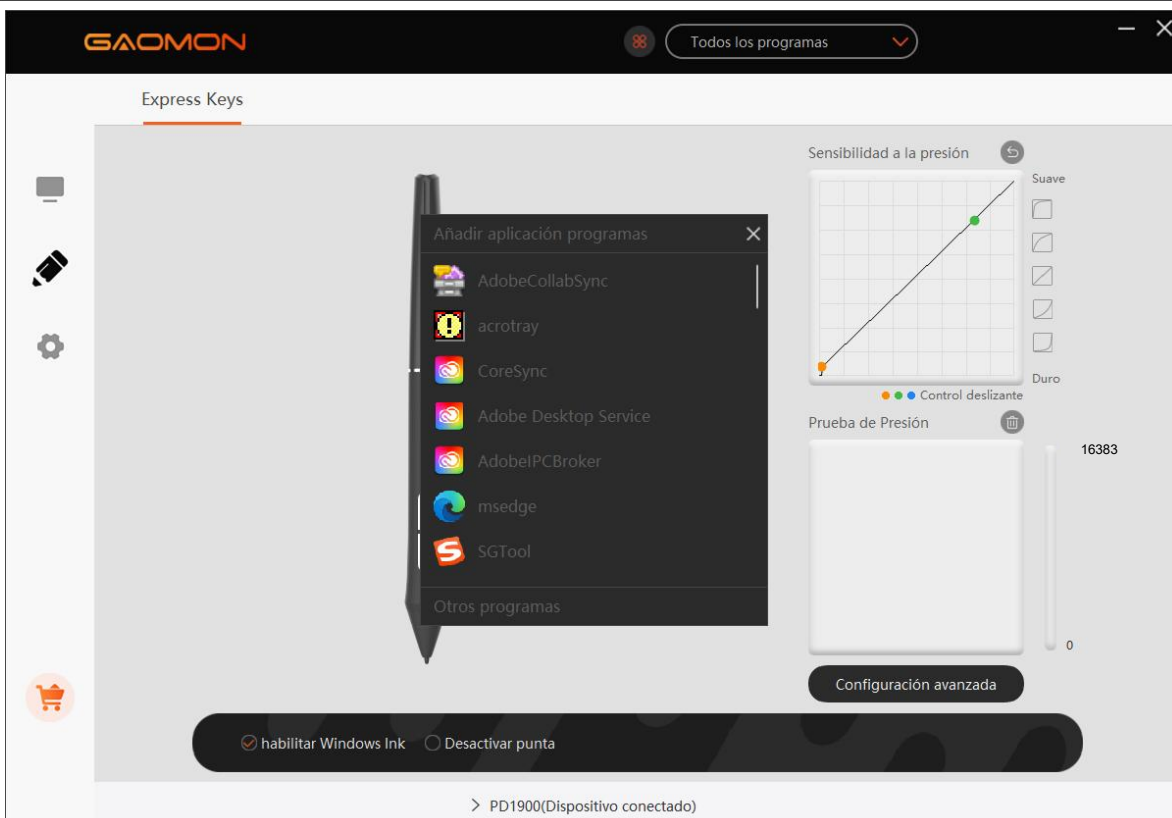 GAOMON
Todos los programas
Express Keys
Sensibilidad a la presión
Suave
Duro
Control deslizante
Prueba de Presión
16383
0
Configuración avanzada
Añadir aplicación programas
AdobeCollabSync
acrotray
CoreSync
Adobe Desktop Service
AdobeIPCBroker
msedge
SGTool
Otros programas
habilitar Windows Ink
Desactivar punta
PD1900(Dispositivo conectado)